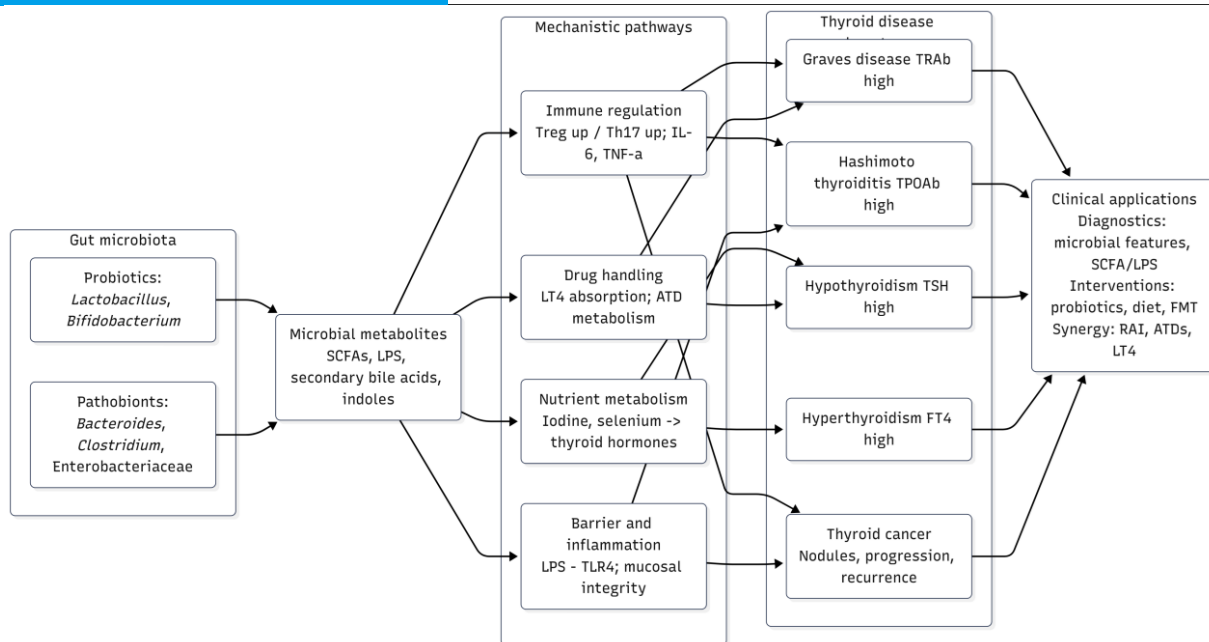 Gut microbiota
Probiotics:
Lactobacillus,
Bifidobacterium
Pathobionts:
Bacteroides,
Clostridium,
Enterobacteriaceae
Microbial metabolites
SCFAs, LPS,
secondary bile acids,
indoles
Mechanistic pathways
Immune regulation
Treg up / Th17 up; IL-
6, TNF-a
Drug handling
LT4 absorption; ATD
metabolism
Nutrient metabolism
Iodine, selenium ->
thyroid hormones
Barrier and
inflammation
LPS - TLR4; mucosal
integrity
Thyroid disease
Graves disease TRAb
high
Hashimoto
thyroiditis TPOAb
high
Hypothyroidism TSH
high
Hyperthyroidism FT4
high
Thyroid cancer
Nodules, progression,
recurrence
Clinical applications
Diagnostics:
microbial features,
SCFA/LPS
Interventions:
probiotics, diet, FMT
Synergy: RAI, ATDs,
LT4